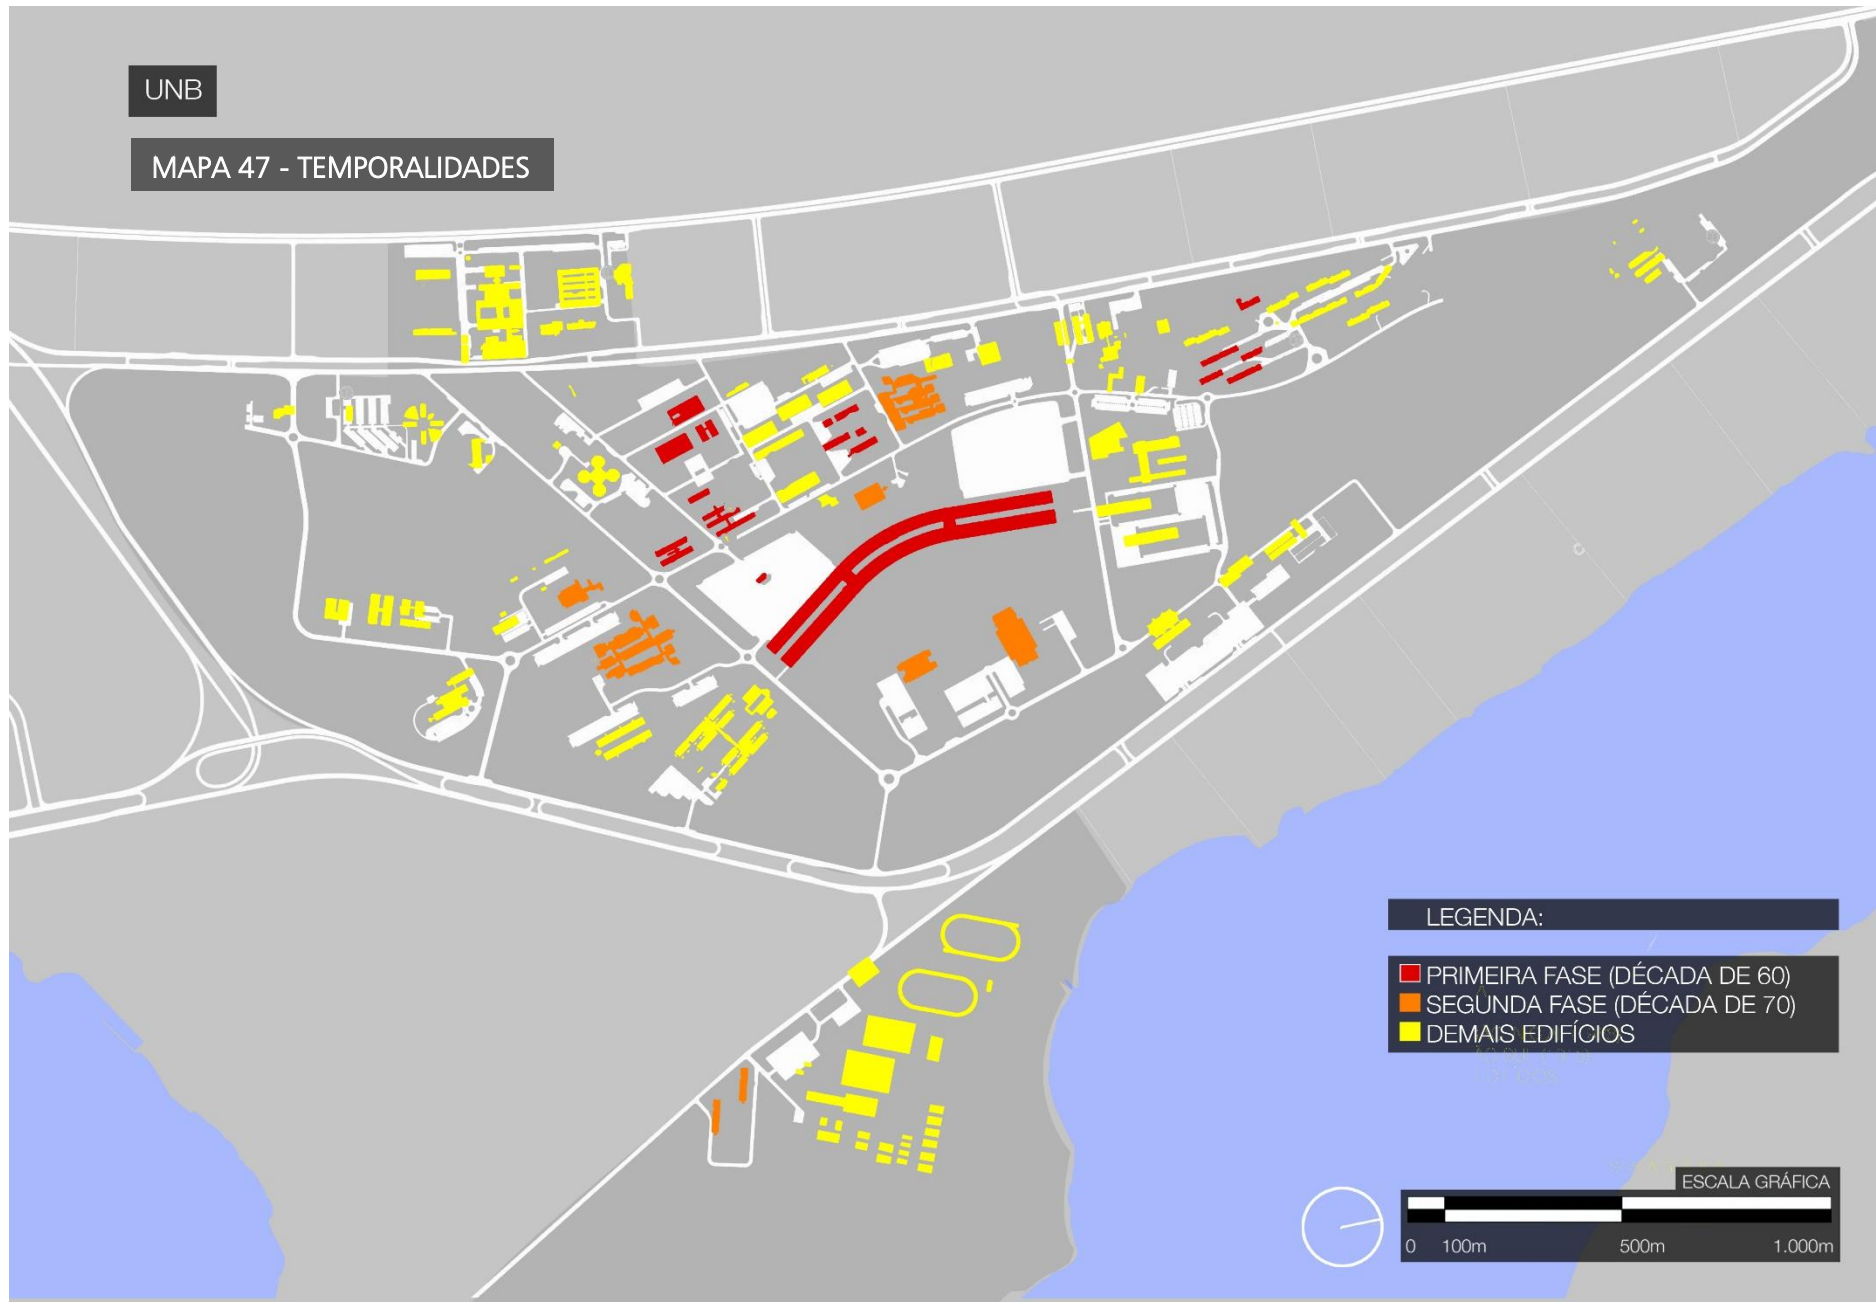 UNB
MAPA 47 - TEMPORALIDADES
LEGENDA:
PRIMEIRA FASE (DÉCADA DE 60)
SEGUNDA FASE (DÉCADA DE 70)
DEMAIS EDIFÍCIOS
ESCALA GRÁFICA
0 100m 500m 1.000m